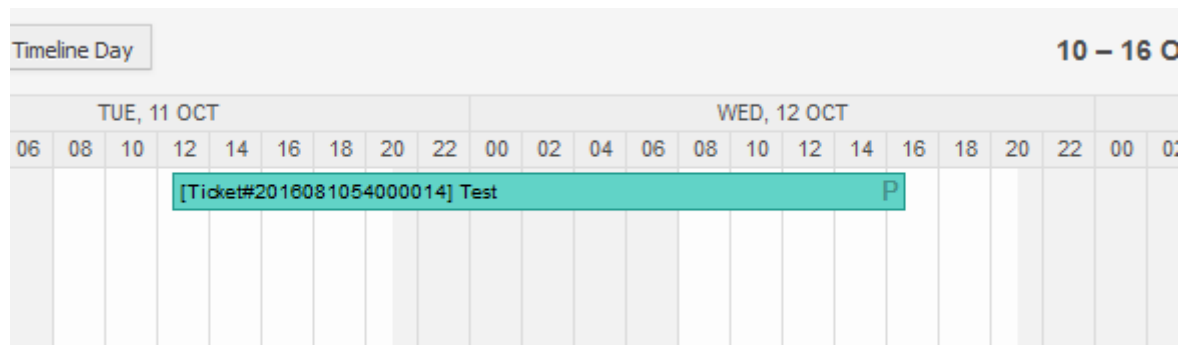 Timeline Day
10 – 16 O
TUE, 11 OCT WED, 12 OCT
06 08 10 12 14 16 18 20 22 00 02 04 06 08 10 12 14 16 18 20 22 00 02
[Ticket#2016081054000014] Test P